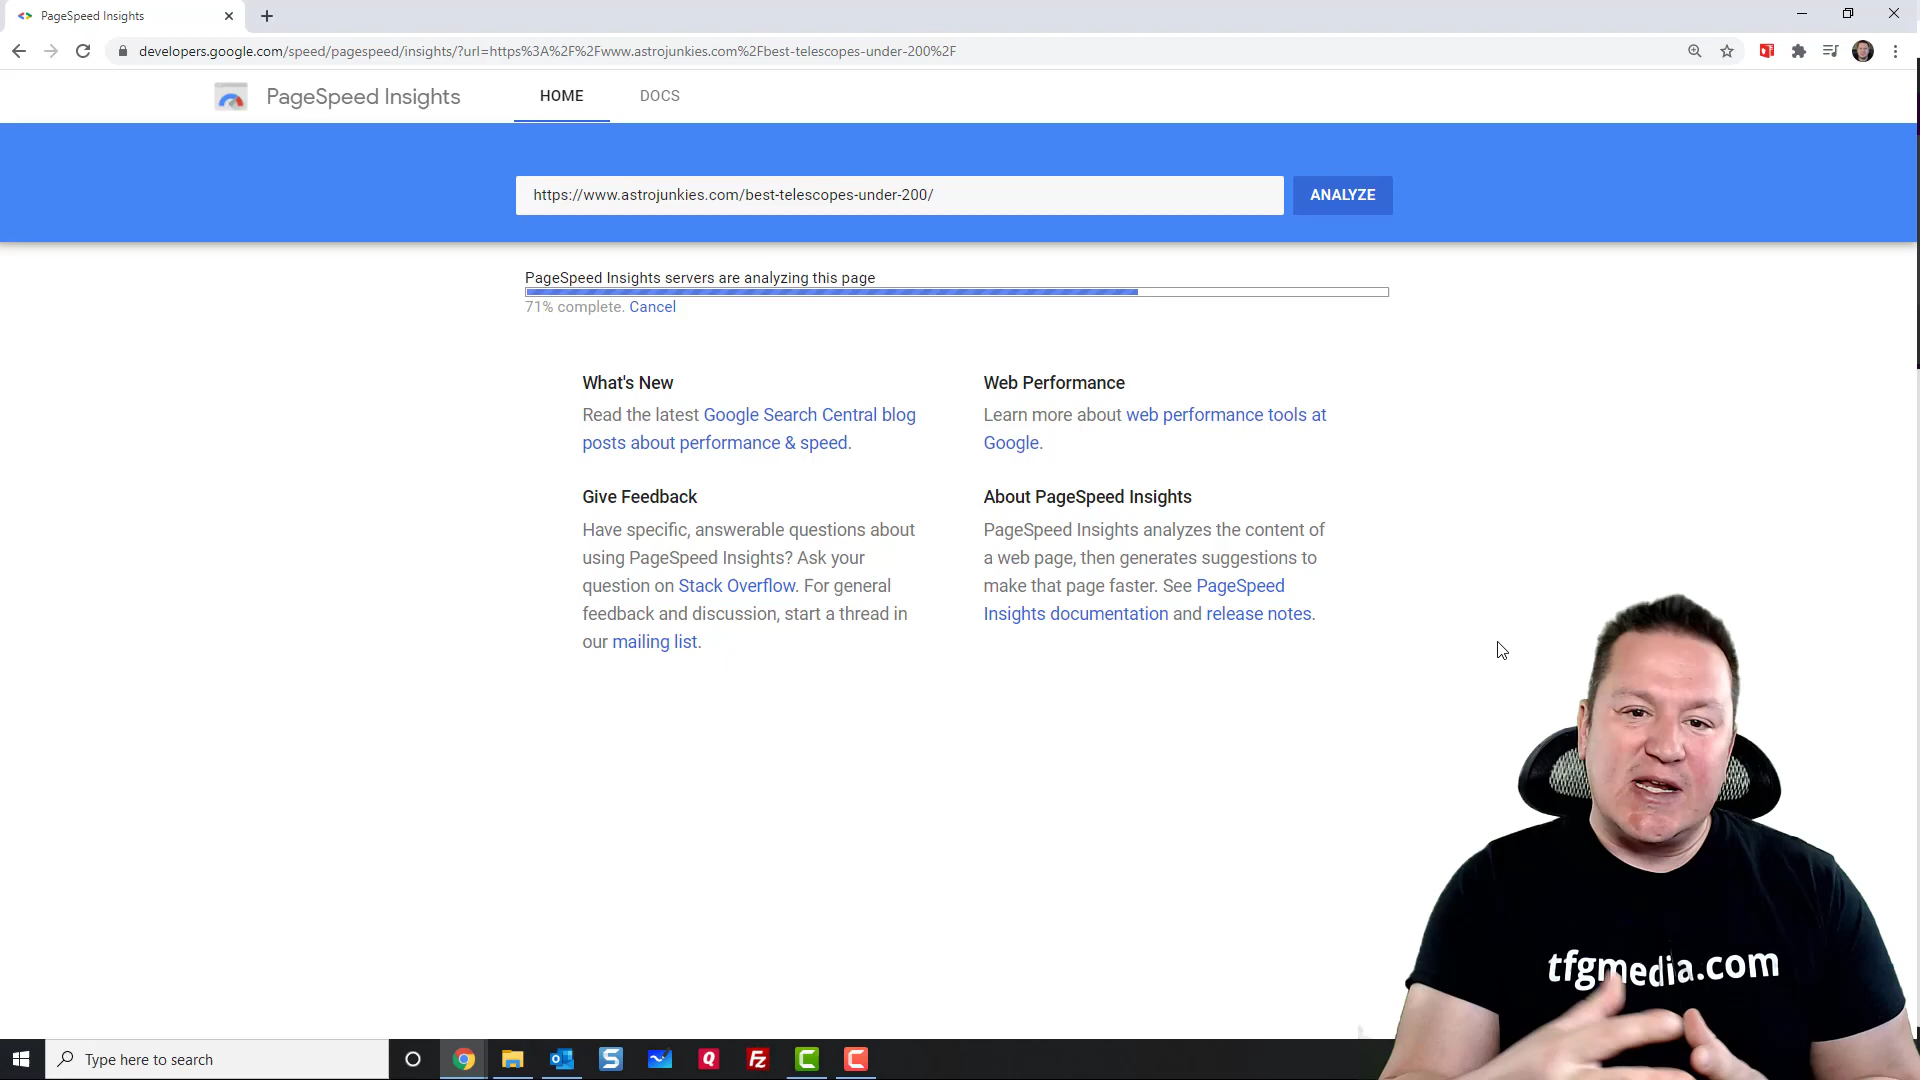 PageSpeed Insights
developers.google.com/speed/pagespeed/insights/?url=https%3A%2F%2Fwww.astrojunkies.com%2Fbest-telescopes-under-200%2F
PageSpeed Insights
HOME
DOCS
https://www.astrojunkies.com/best-telescopes-under-200/
ANALYZE
PageSpeed Insights servers are analyzing this page
71% complete. Cancel
What's New
Read the latest Google Search Central blog
posts about performance & speed.
Web Performance
Learn more about web performance tools at
Google.
Give Feedback
Have specific, answerable questions about
using PageSpeed Insights? Ask your
question on Stack Overflow. For general
feedback and discussion, start a thread in
our mailing list.
About PageSpeed Insights
PageSpeed Insights analyzes the content of
a web page, then generates suggestions to
make that page faster. See PageSpeed
Insights documentation and release notes.
tfgmedia.com
Type here to search